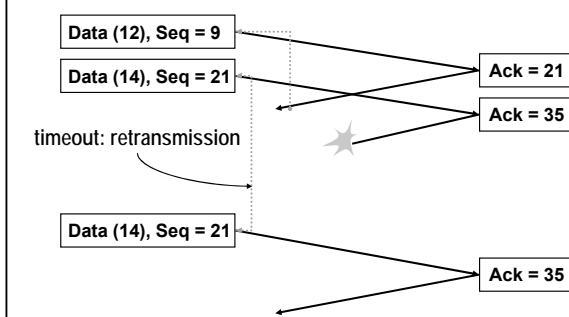 Data (12), Seq = 9
Ack = 21
Data (14), Seq = 21
Ack = 35
timeout: retransmission
Data (14), Seq = 21
Ack = 35